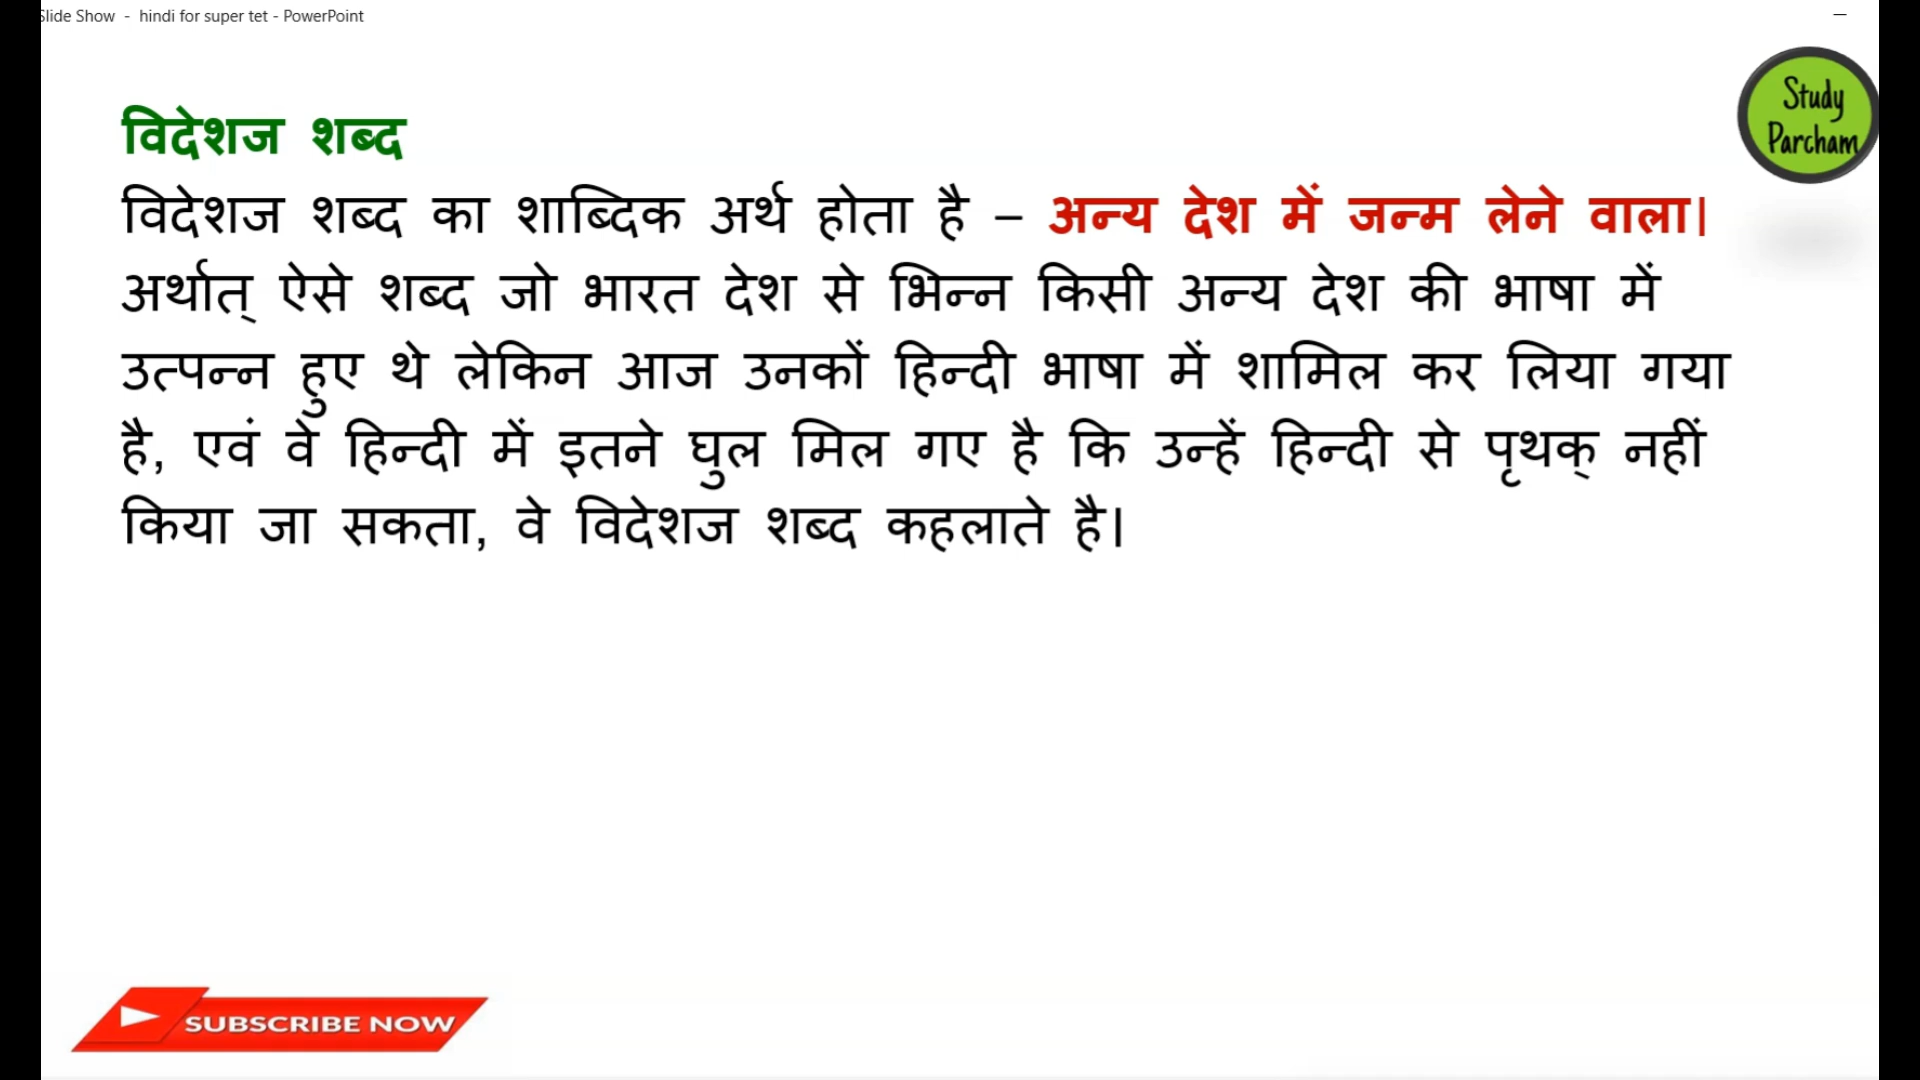 Slide Show - hindi for super tet - PowerPoint
Study
Parcham
विदेशज शब्द
विदेशज शब्द का शाब्दिक अर्थ होता है – अन्य देश में जन्म लेने वाला|
अर्थात् ऐसे शब्द जो भारत देश से भिन्न किसी अन्य देश की भाषा में
उत्पन्न हुए थे लेकिन आज उनकों हिन्दी भाषा में शामिल कर लिया गया
है, एवं वे हिन्दी में इतने घुल मिल गए है कि उन्हें हिन्दी से पृथक् नहीं
किया जा सकता, वे विदेशज शब्द कहलाते है।
SUBSCRIBE NOW